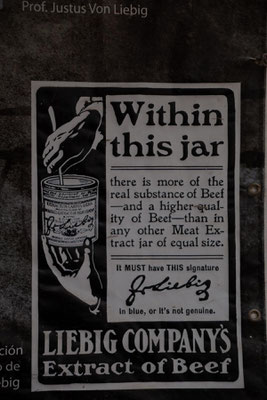 Prof. Justus Von Liebig
Within
this jar
there is more of the
real substance of Beef
—and a higher qual-
ity of Beef—than in
any other Meat Ex-
tract jar of equal size.
It MUST have THIS signature
J v Liebig
in blue, or it's not genuine.
LIEBIG COMPANY'S
Extract of Beef
ción
o de
ebig